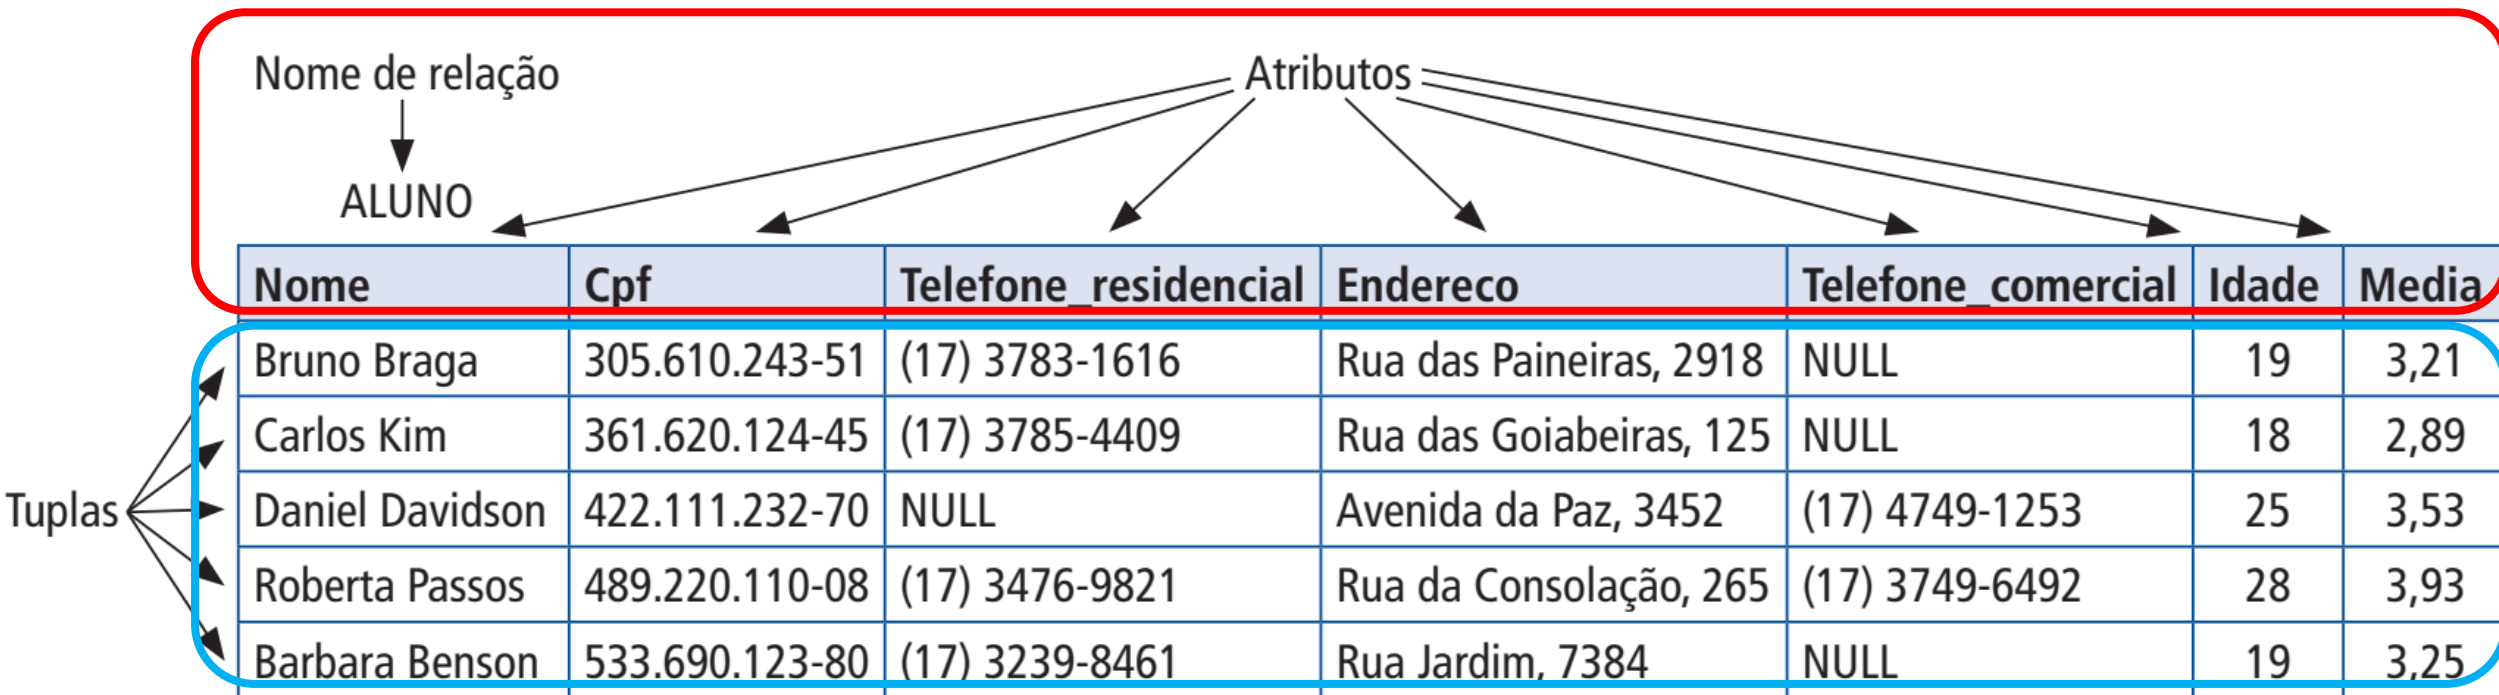 Nome de relação
Atributos
ALUNO
Nome Cpf Telefone_residencial Endereco Telefone_comercial Idade Media
Bruno Braga 305.610.243-51 (17) 3783-1616 Rua das Paineiras, 2918 NULL 19 3,21
Carlos Kim 361.620.124-45 (17) 3785-4409 Rua das Goiabeiras, 125 NULL 18 2,89
Tuplas
Daniel Davidson 422.111.232-70 NULL Avenida da Paz, 3452 (17) 4749-1253 25 3,53
Roberta Passos 489.220.110-08 (17) 3476-9821 Rua da Consolação, 265 (17) 3749-6492 28 3,93
Barbara Benson 533.690.123-80 (17) 3239-8461 Rua Jardim, 7384 NULL 19 3,25